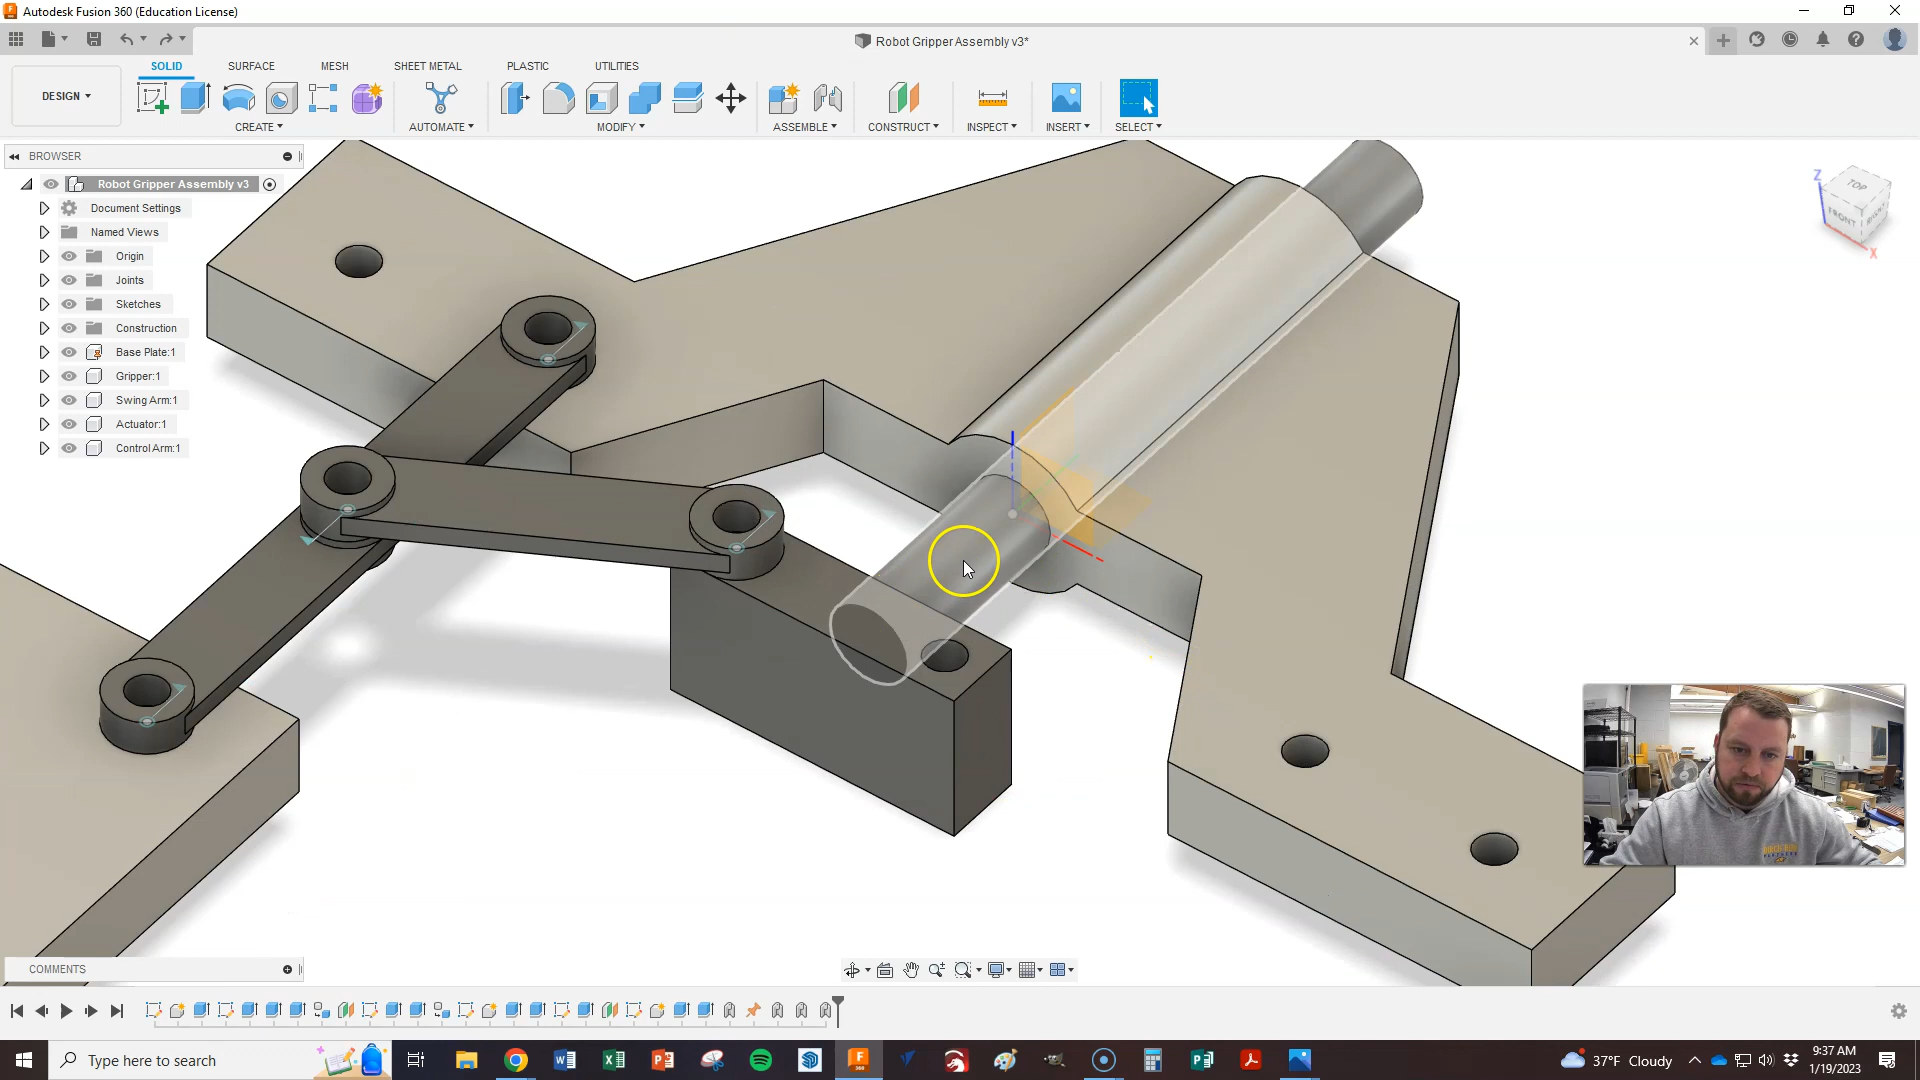 Autodesk Fusion 360 (Education License)
Robot Gripper Assembly v3*
DESIGN
SOLID SURFACE MESH SHEET METAL PLASTIC UTILITIES
CREATE AUTOMATE MODIFY ASSEMBLE CONSTRUCT INSPECT INSERT SELECT
BROWSER
Robot Gripper Assembly v3
Document Settings
Named Views
Origin
Joints
Sketches
Construction
Base Plate:1
Gripper:1
Swing Arm:1
Actuator:1
Control Arm:1
Z
TOP
FRONT RIGHT
X
COMMENTS
Type here to search
37°F Cloudy
9:37 AM
1/19/2023